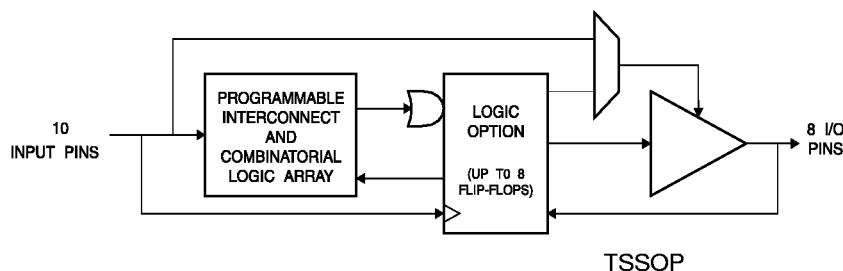 10
INPUT PINS
PROGRAMMABLE
INTERCONNECT
AND
COMBINATORIAL
LOGIC ARRAY
LOGIC
OPTION
(UP TO 8
FLIP-FLOPS)
8 I/O
PINS
TSSOP